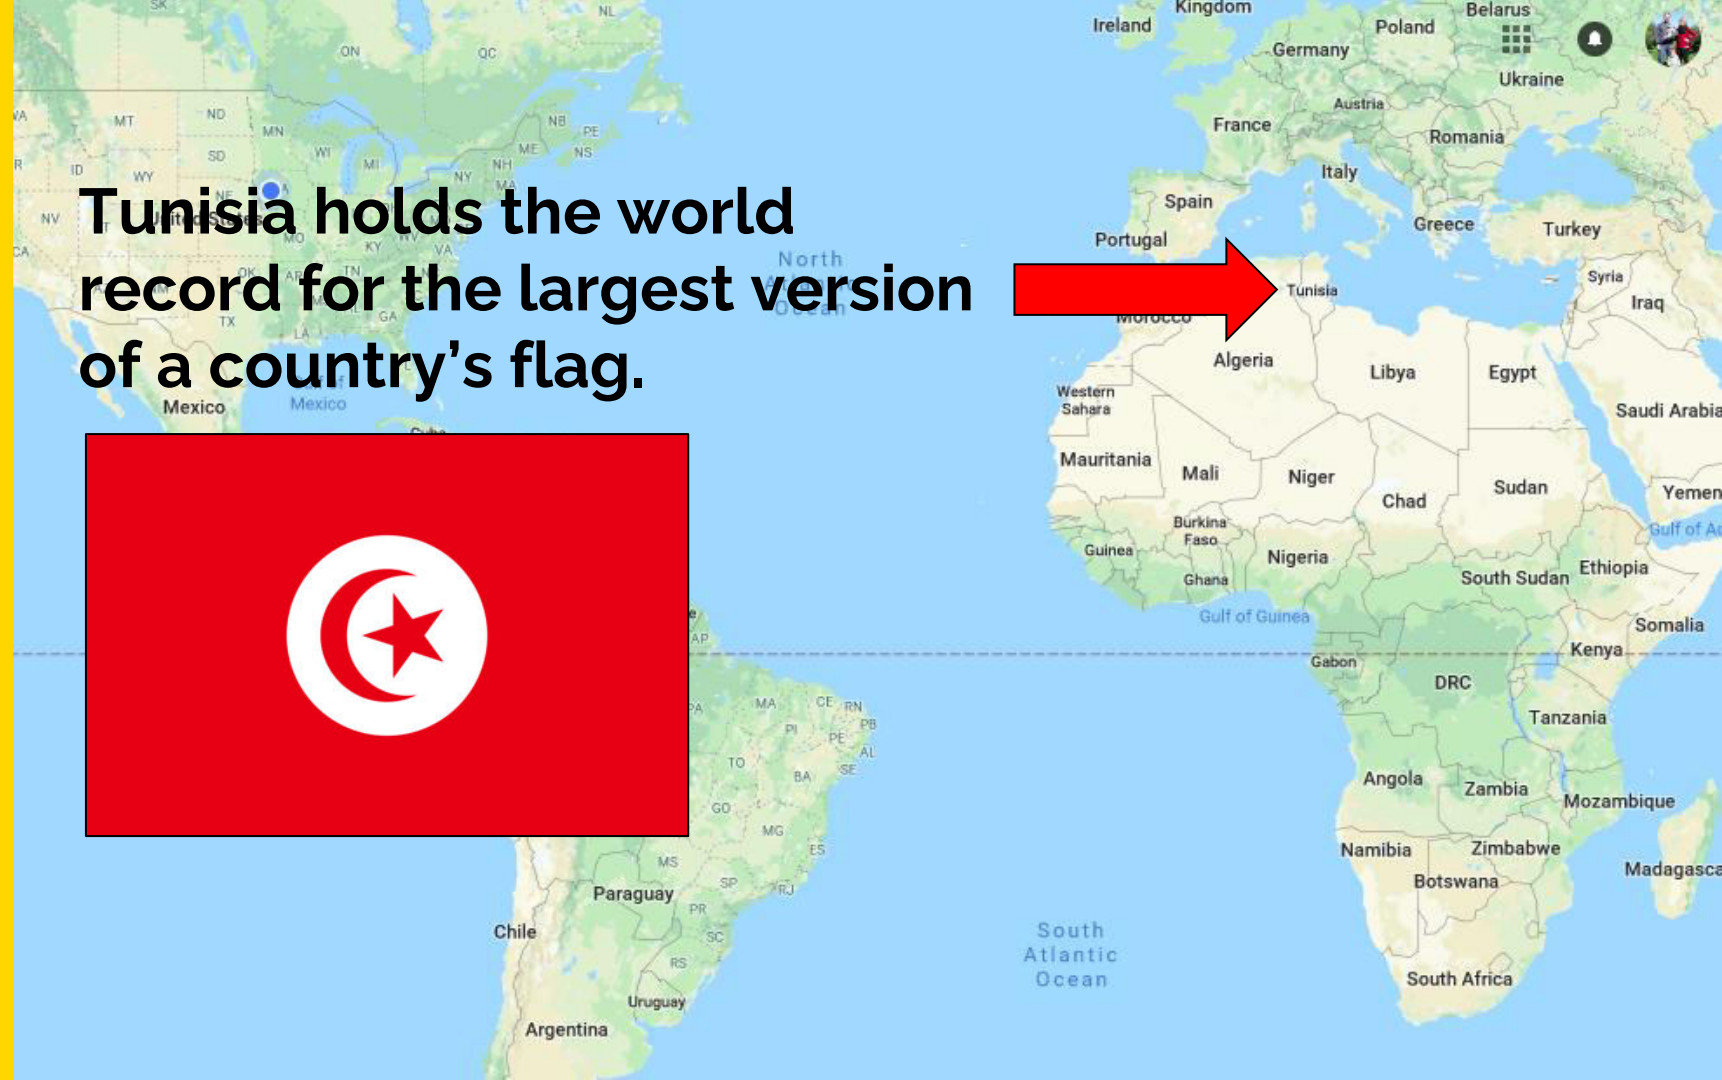 SK
NL
Kingdom
Belarus
Ireland
Poland
ON
QC
Germany
Ukraine
MT
ND
NB
Austria
MN
PE
France
Romania
SD
WI
ME
NS
ID
MI
NH
WY
NY
Italy
Tunisia holds the world
record for the largest version
of a country's flag.
NV
MO
KY
VA
Spain
Greece
Turkey
Portugal
CA
North
Syria
Tunisia
Iraq
TX
GA
LA
Ocean
Morocco
Algeria
Libya
Egypt
Mexico
Mexico
Western
Sahara
Saudi Arabia
Cuba
Mauritania
Mali
Niger
Chad
Sudan
Yemen
Burkina
Faso
Guinea
Nigeria
Ghana
South Sudan
Ethiopia
Gulf of Guinea
Somalia
AP
Kenya
Gabon
DRC
PA
MA
CE
RN
PB
PI
PE
AL
Tanzania
TO
BA
SE
Angola
Zambia
GO
Mozambique
MG
ES
Namibia
Zimbabwe
MS
Madagasca
SP
RJ
Botswana
Paraguay
PR
Chile
SC
South
Atlantic
Ocean
RS
South Africa
Uruguay
Argentina